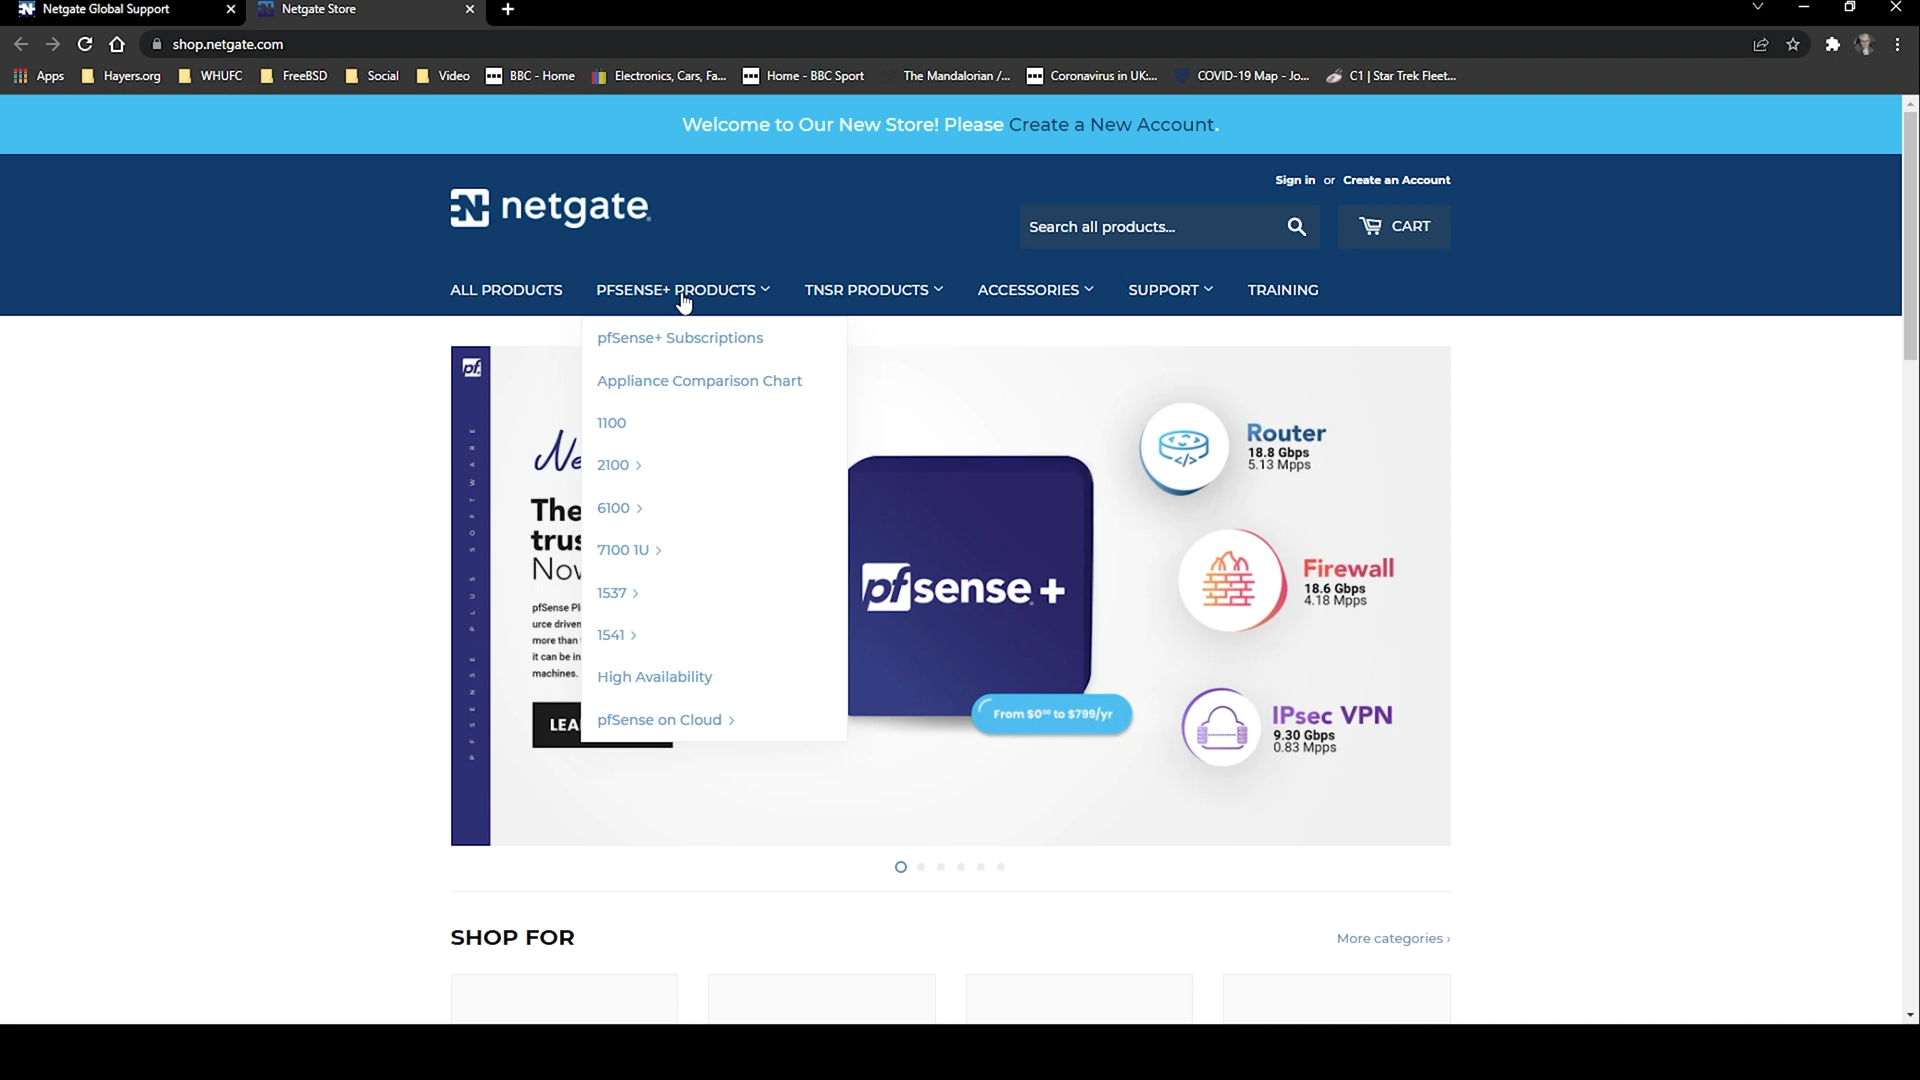 Netgate Global Support
Netgate Store
shop.netgate.com
Apps
Hayers.org
WHUFC
FreeBSD
Social
Video
BBC - Home
Electronics, Cars, Fa...
Home - BBC Sport
The Mandalorian /...
Coronavirus in UK:...
COVID-19 Map - Jo...
C1 | Star Trek Fleet...
Welcome to Our New Store! Please Create a New Account.
Sign in or Create an Account
netgate
Search all products...
CART
ALL PRODUCTS
PFSENSE+ PRODUCTS
TNSR PRODUCTS
ACCESSORIES
SUPPORT
TRAINING
pfSense+ Subscriptions
Appliance Comparison Chart
1100
2100 >
6100 >
7100 1U >
1537 >
1541 >
High Availability
pfSense on Cloud >
pf
PFSENSE PLUS SOFTWARE
Ne
The
trus
Nov
pfSense Pl
urce driven
more than
it can be in
machines.
LEA
pfsense +
From $0⁰⁰ to $799/yr
Router
18.8 Gbps
5.13 Mpps
Firewall
18.6 Gbps
4.18 Mpps
IPsec VPN
9.30 Gbps
0.83 Mpps
SHOP FOR
More categories ›